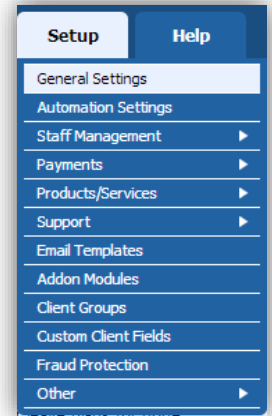 Setup Help
General Settings
Automation Settings
Staff Management
Payments
Products/Services
Support
Email Templates
Addon Modules
Client Groups
Custom Client Fields
Fraud Protection
Other